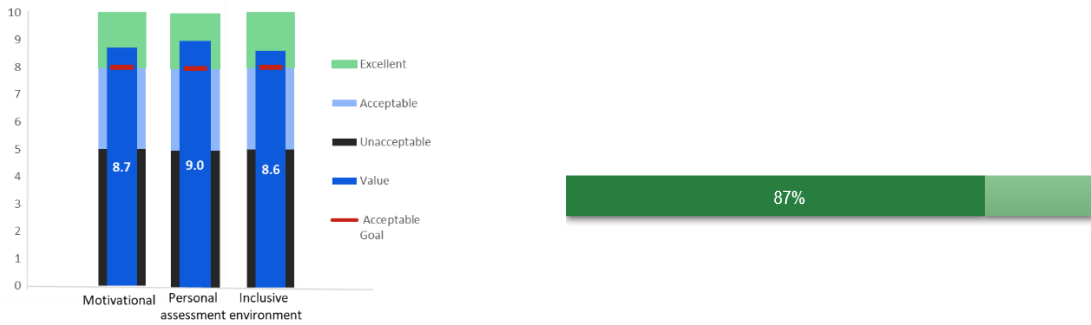 10
9
8
7
6
5
4
3
2
1
0
8.7
9.0
8.6
Motivational
Personal
assessment
Inclusive
environment
Excellent
Acceptable
Unacceptable
Value
Acceptable
Goal
87%